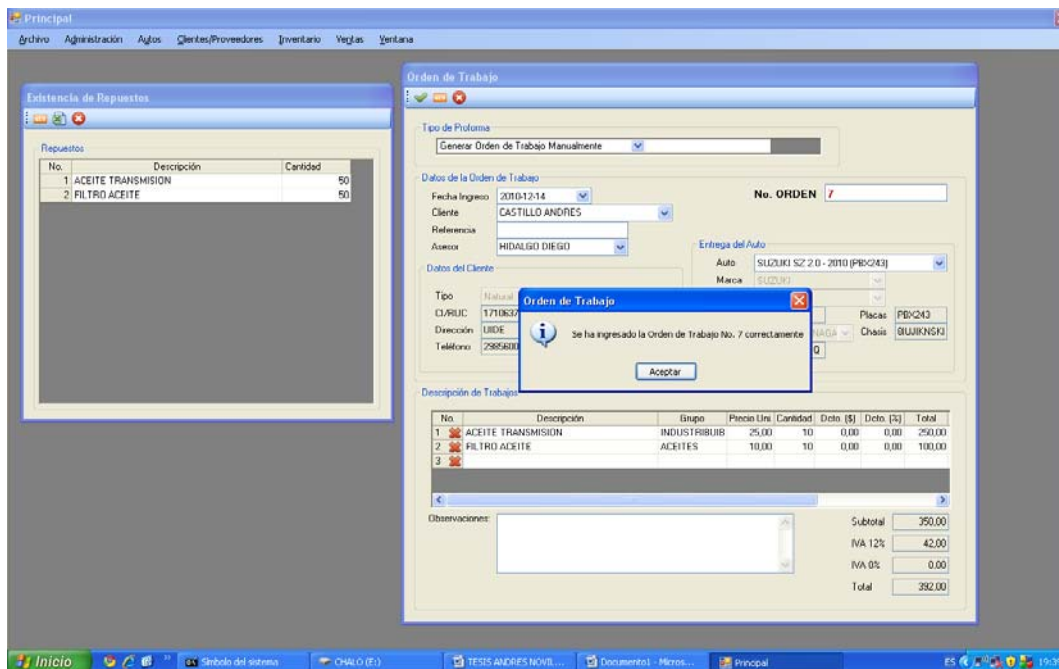 Principal
Archivo Administración Autos Clientes/Proveedores Inventario Ventas Ventana
Existencia de Repuestos
Repuestos
No. Descripción Cantidad
1 ACEITE TRANSMISION 50
2 FILTRO ACEITE 50
Orden de Trabajo
Tipo de Proforma
Generar Orden de Trabajo Manualmente
Datos de la Orden de Trabajo
Fecha Ingreso 2010-12-14
No. ORDEN 7
Cliente CASTILLO ANDRES
Referencia
Asesor HIDALGO DIEGO
Entrega del Auto
Auto SUZUKI SZ 2.0 - 2010 (PBX243)
Marca SUZUKI
Datos del Cliente
Tipo Natural
CI/RUC 1710637
Dirección UIDE
Teléfono 2985600
Placas PBX243
Chasis
Orden de Trabajo
Se ha ingresado la Orden de Trabajo No. 7 correctamente
Aceptar
Descripción de Trabajos
No. Descripción Grupo Precio Uni Cantidad Dcto. ($) Dcto. (%) Total
1 ACEITE TRANSMISION INDUSTRIBUIB 25,00 10 0,00 0,00 250,00
2 FILTRO ACEITE ACEITES 10,00 10 0,00 0,00 100,00
3
Observaciones:
Subtotal 350,00
IVA 12% 42,00
IVA 0% 0.00
Total 392,00
Inicio
Símbolo del sistema
CHALO (E:)
TESIS ANDRES NOVIL...
Documento1 - Micros...
Principal
ES